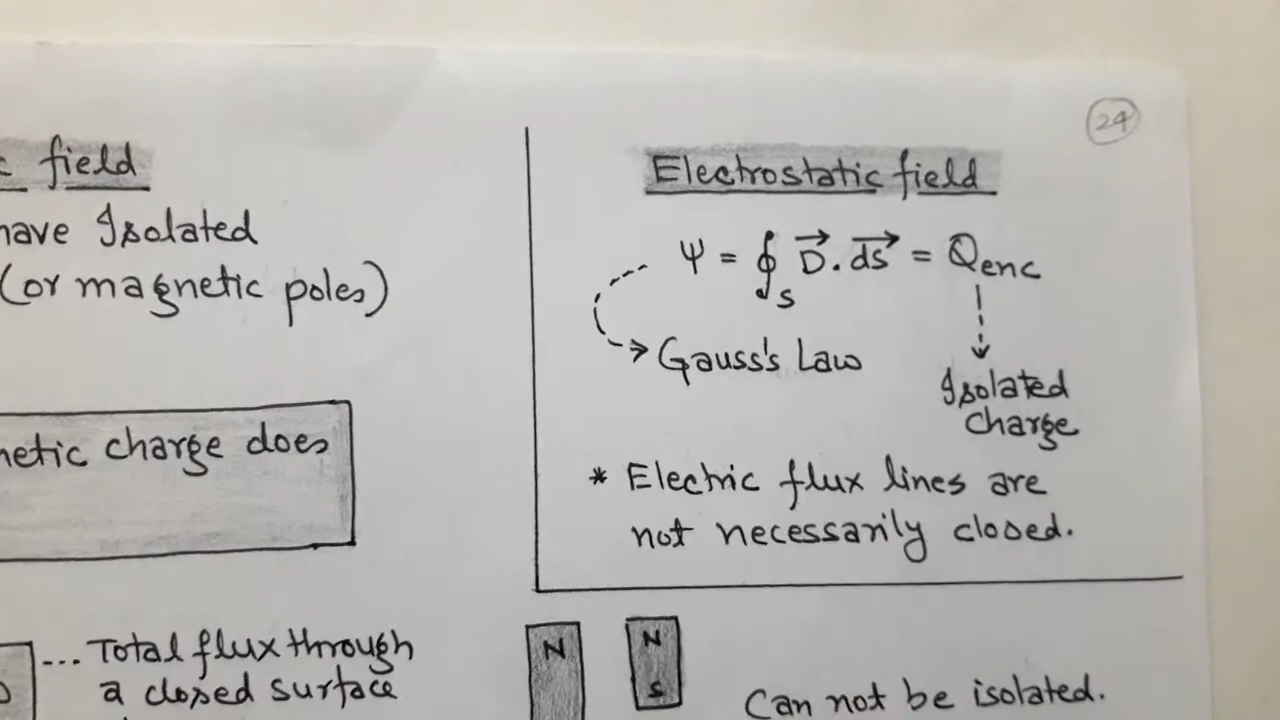 24
field
have Isolated
(or magnetic poles)
netic charge does
... Total flux through
a closed surface
Electrostatic field
Ψ = ∮S D⃗. ds⃗ = Qenc
Gauss's Law
Isolated
Charge
* Electric flux lines are
not necessarily closed.
N
N
S
Can not be isolated.